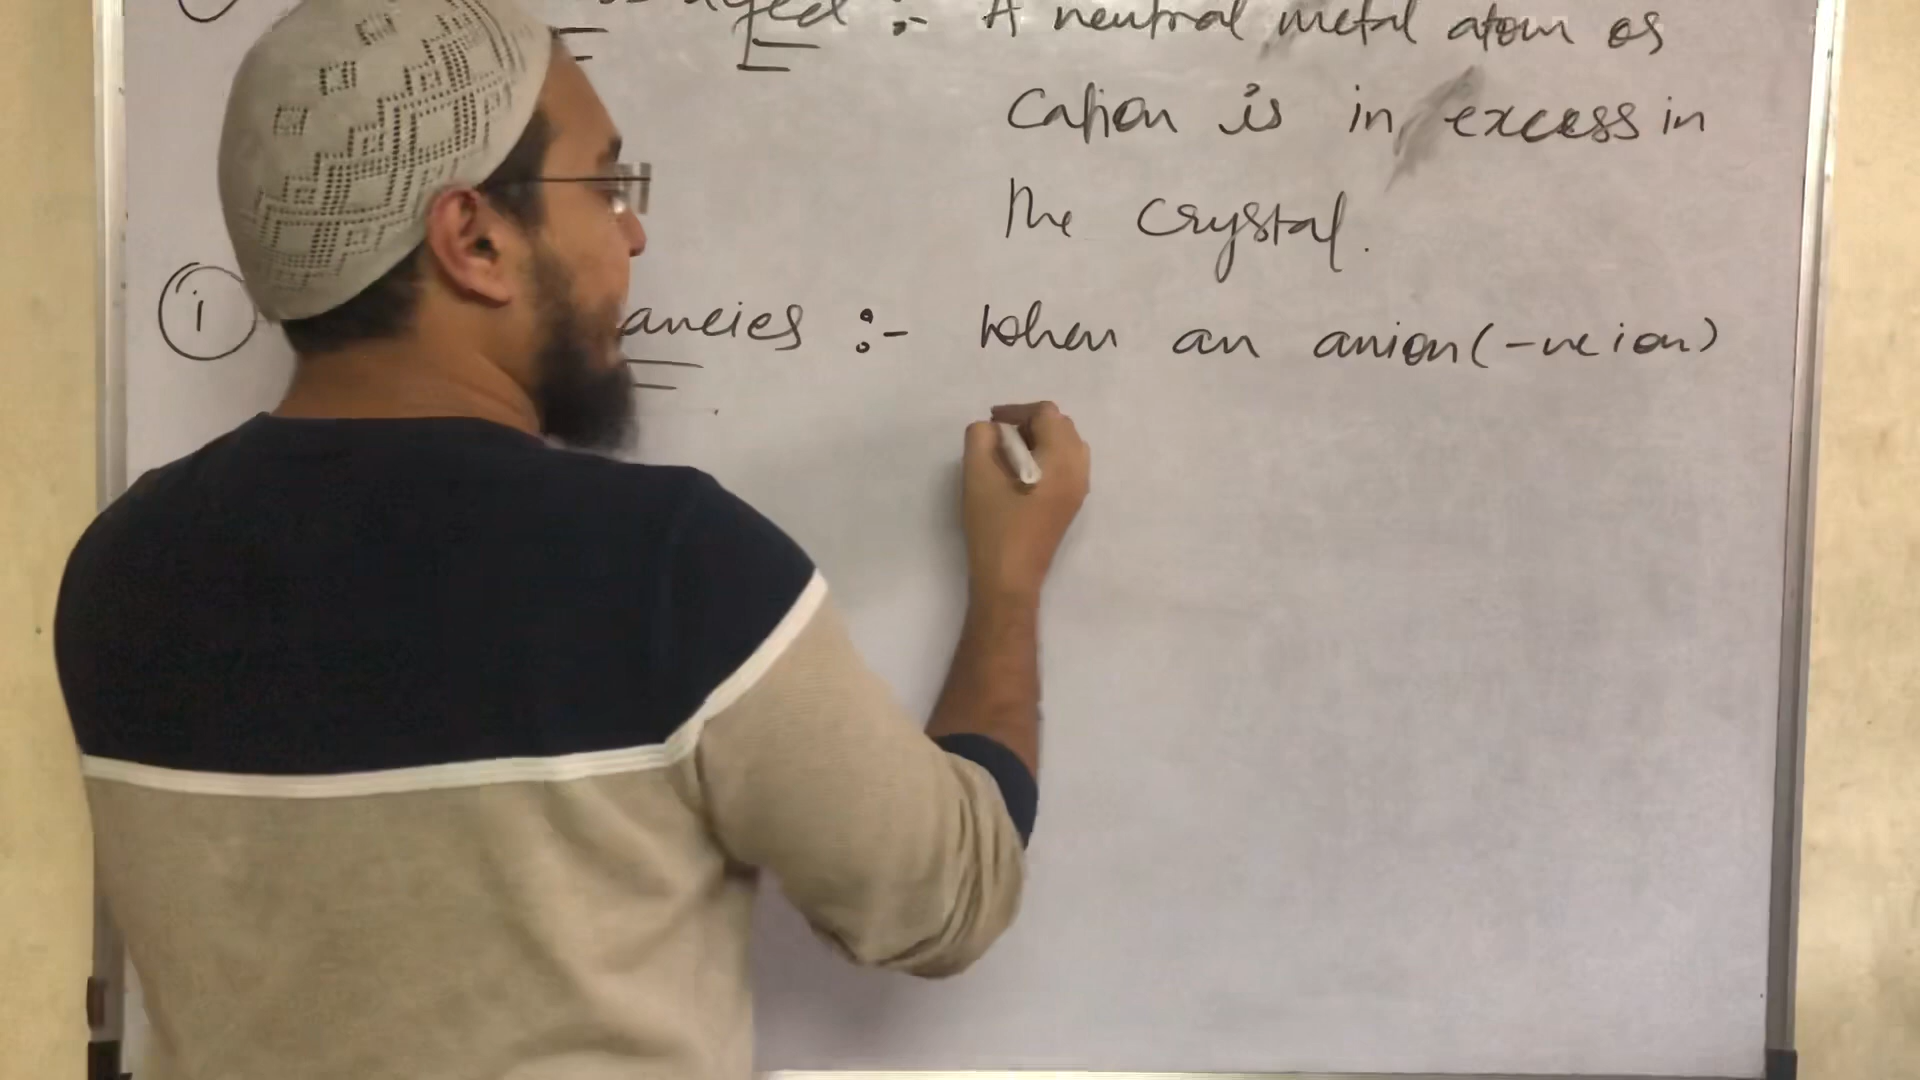 :- A neutral metal atom or
Cation is in excess in
the crystal.
i ancies :- When an anion (-ve ion)